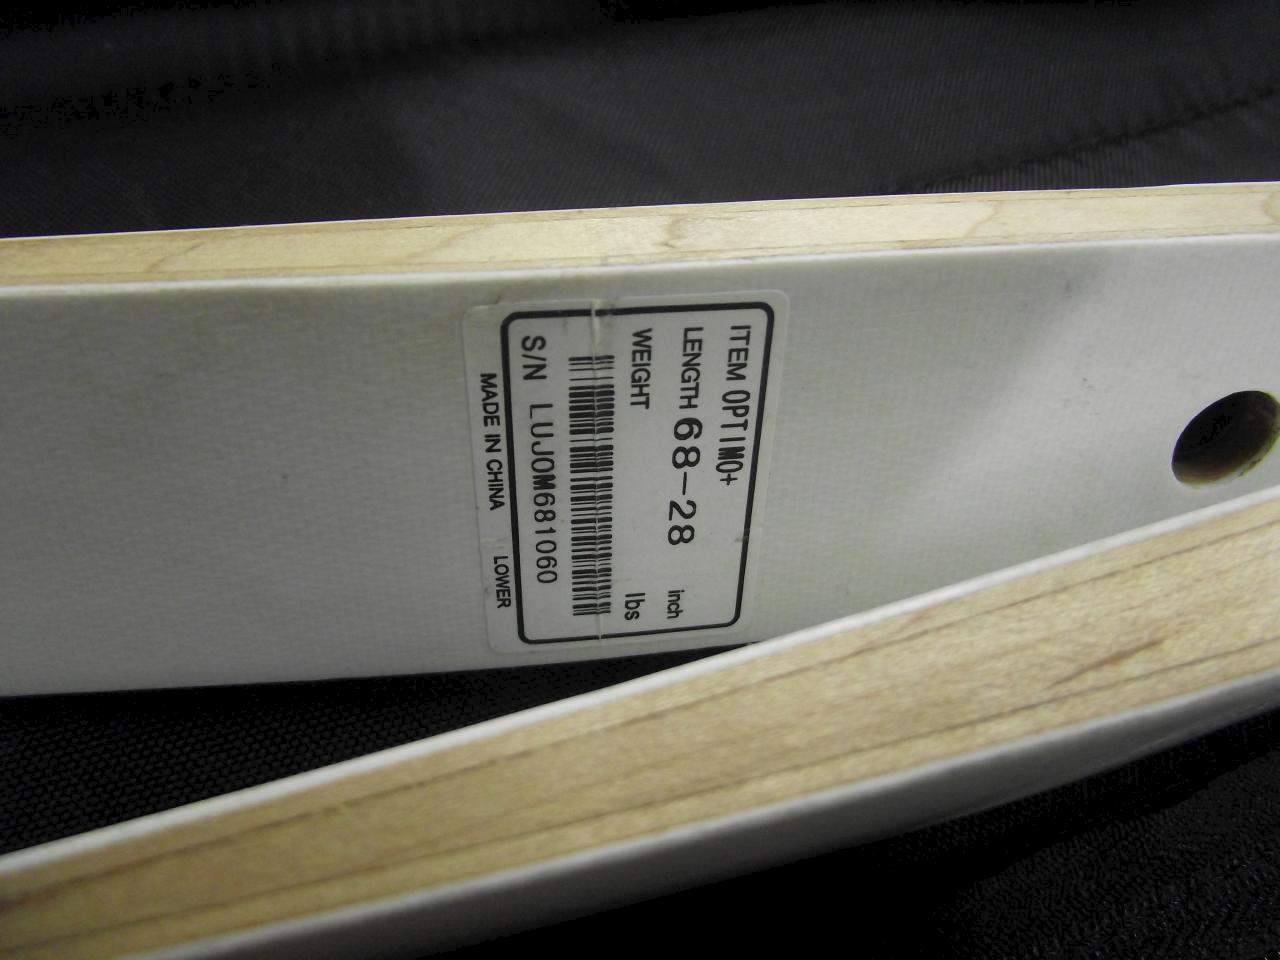 ITEM OPTIMO+
LENGTH 68-28 inch
WEIGHT lbs
S/N LUJOM681060
MADE IN CHINA LOWER